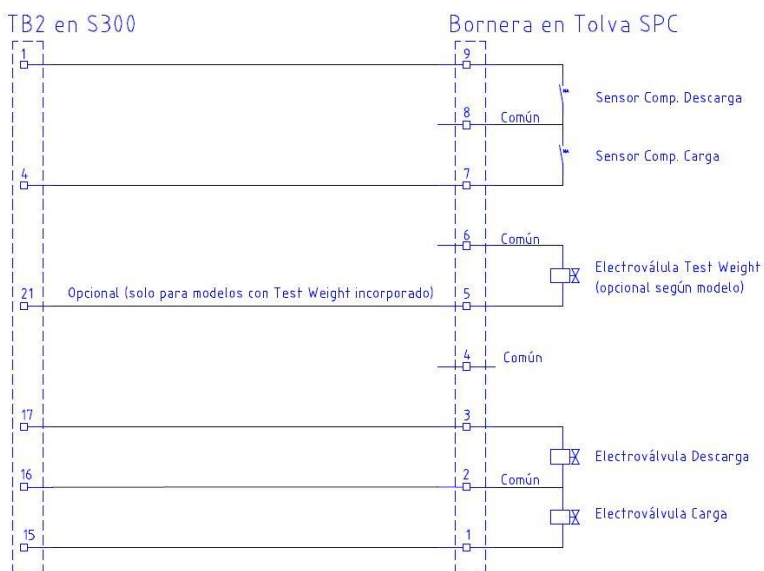 TB2 en S300
Bornera en Tolva SPC
1
9
Sensor Comp. Descarga
8
Común
Sensor Comp. Carga
4
7
6
Común
Electroválula Test Weight
(opcional según modelo)
21
Opcional (solo para modelos con Test Weight incorporado)
5
4
Común
17
3
Electroválvula Descarga
16
2
Común
Electroválvula Carga
15
1